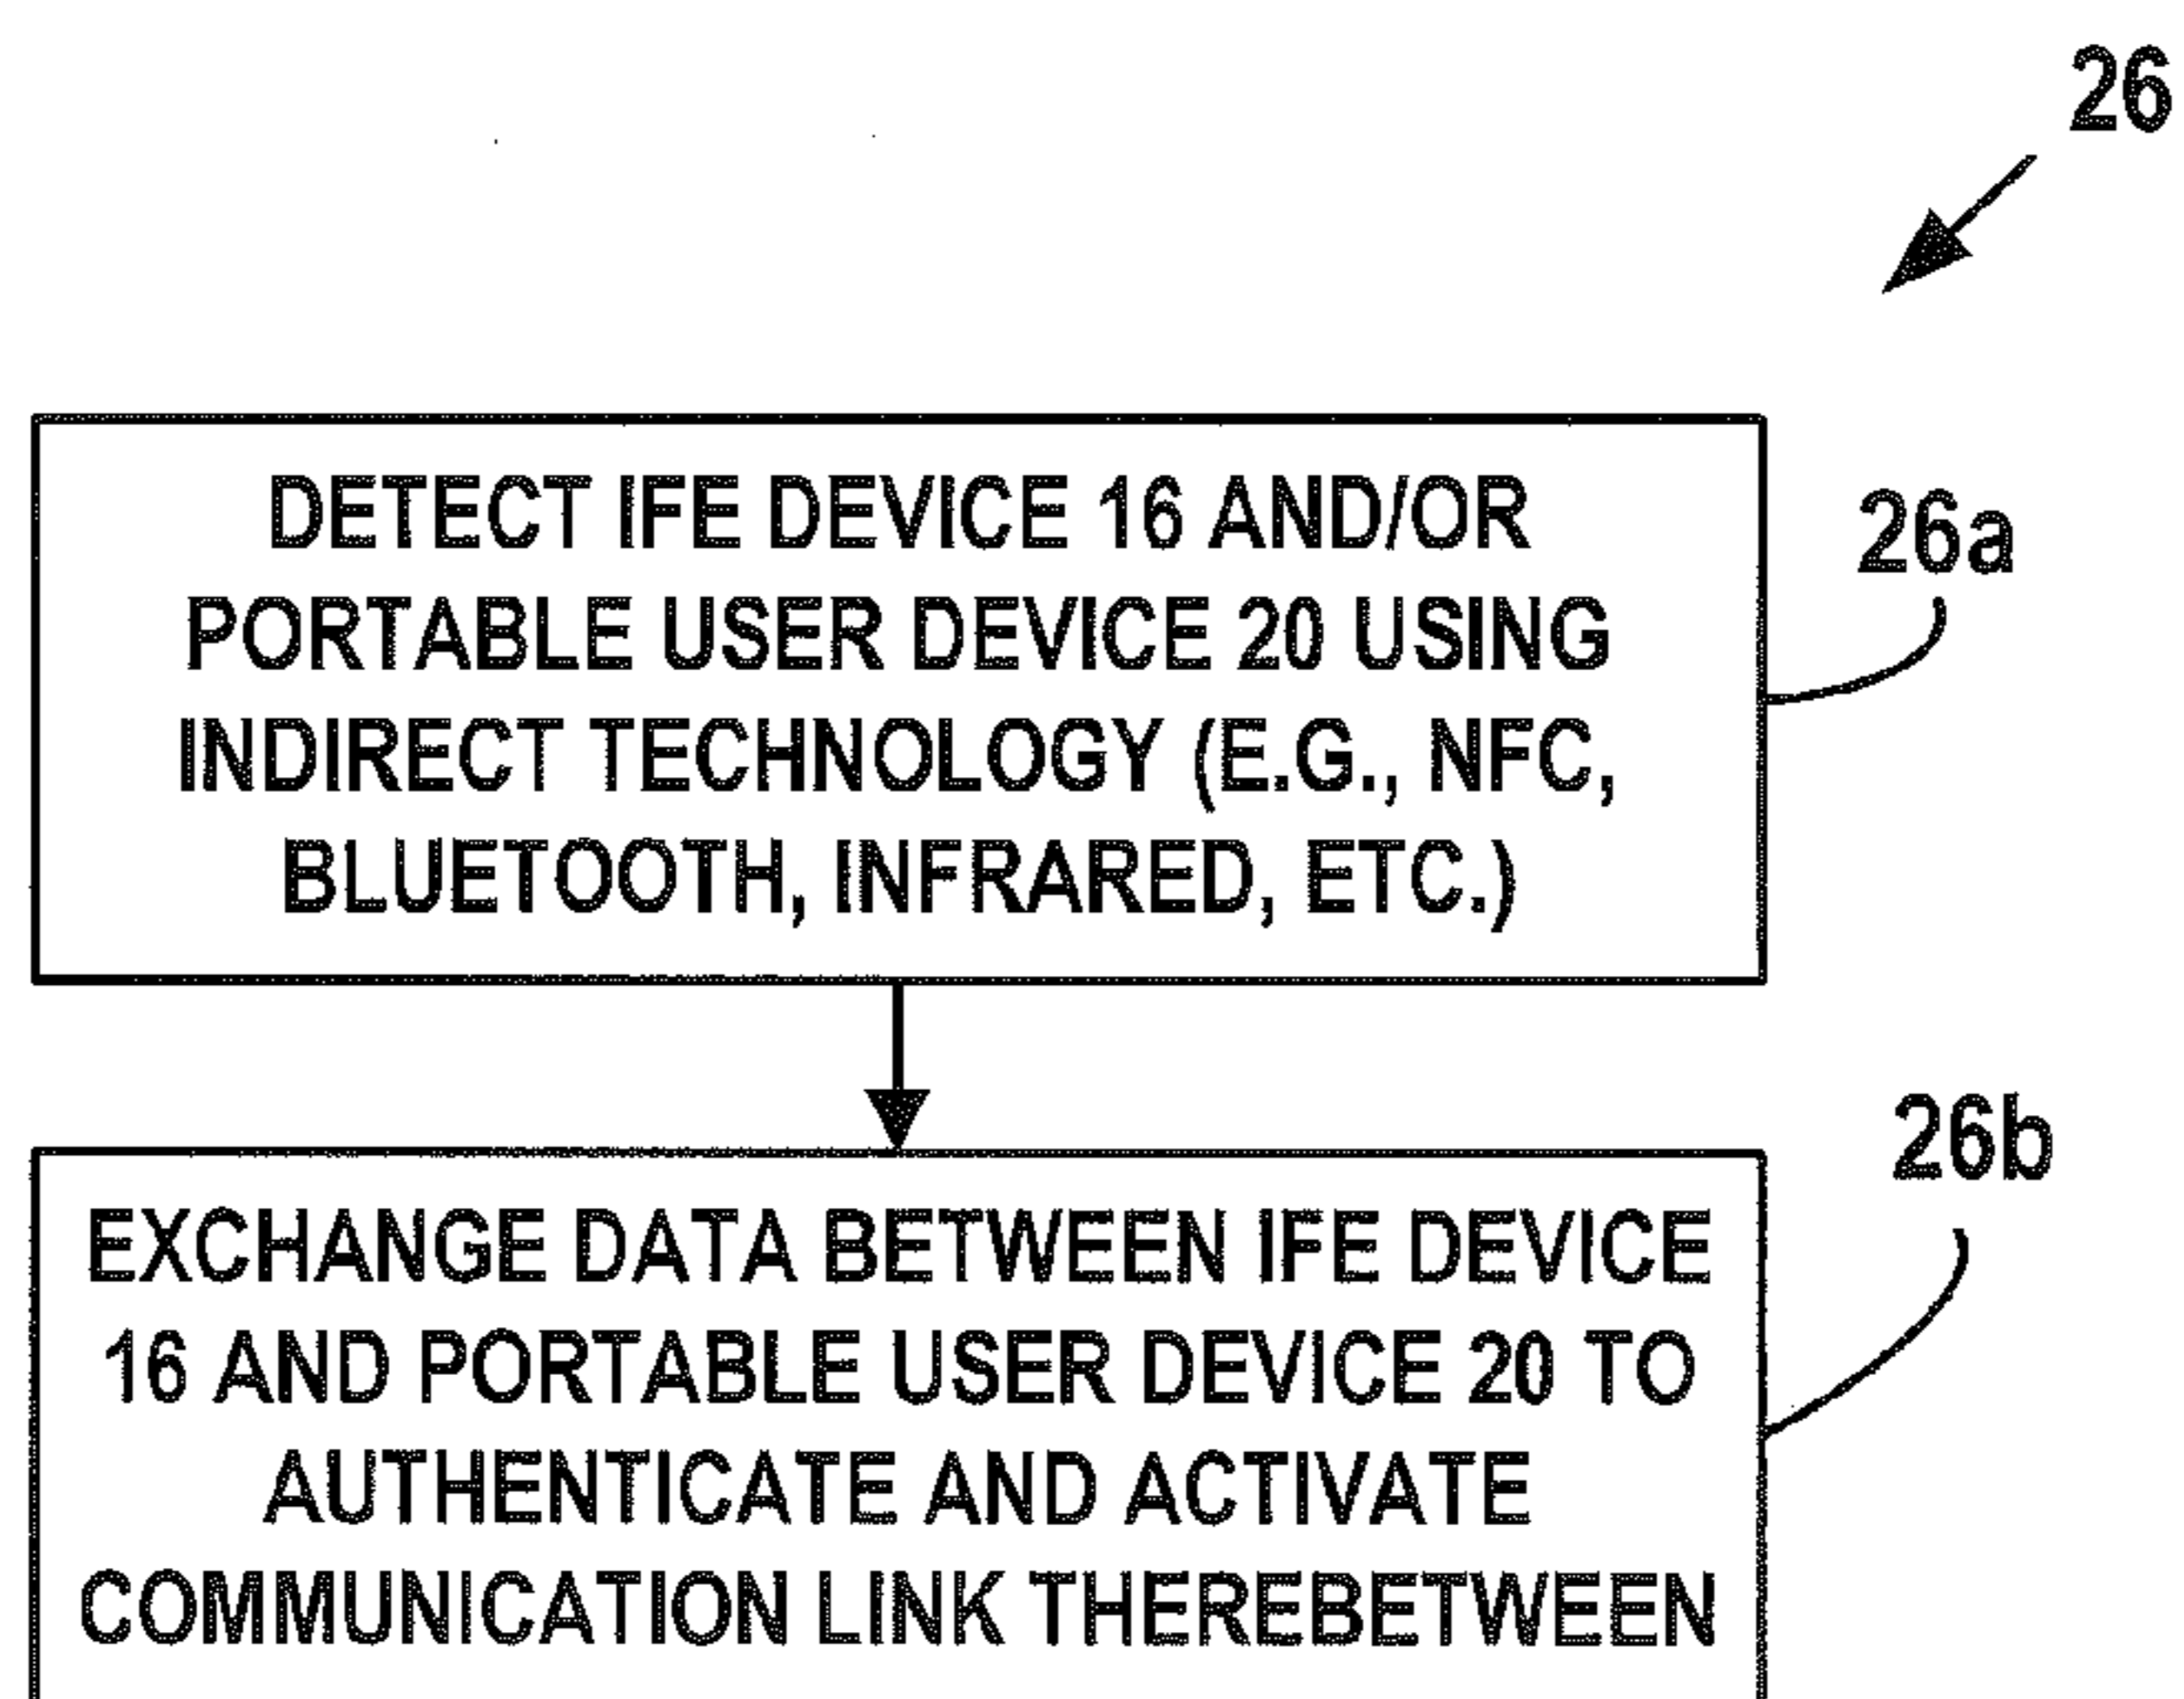 26
DETECT IFE DEVICE 16 AND/OR
PORTABLE USER DEVICE 20 USING
INDIRECT TECHNOLOGY (E.G., NFC,
BLUETOOTH, INFRARED, ETC.)
26a
26b
EXCHANGE DATA BETWEEN IFE DEVICE
16 AND PORTABLE USER DEVICE 20 TO
AUTHENTICATE AND ACTIVATE
COMMUNICATION LINK THEREBETWEEN